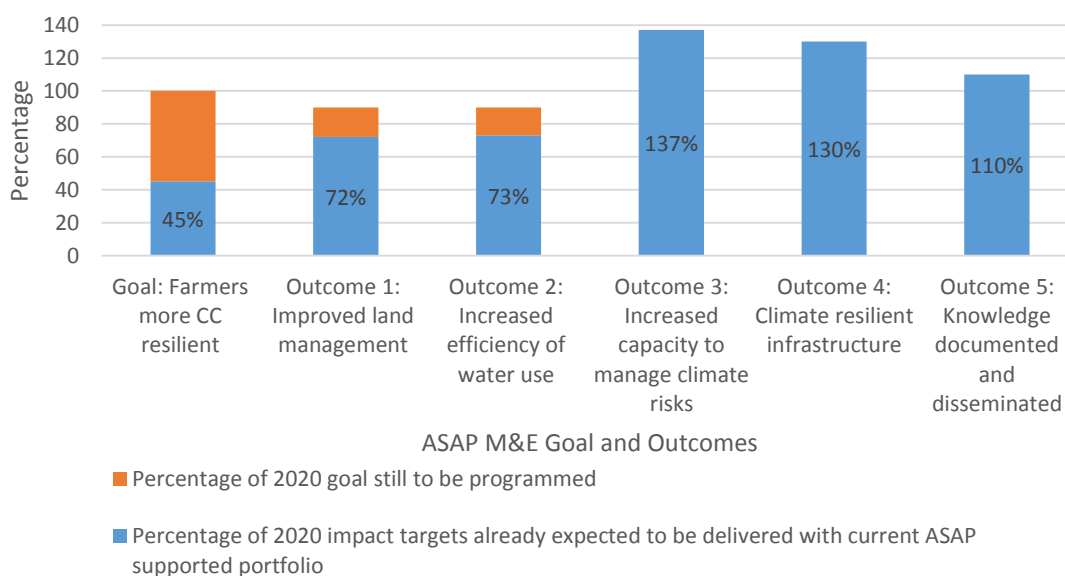 140
120
100
80
60
40
20
0
Percentage
45%
72%
73%
137%
130%
110%
Goal: Farmers
more CC
resilient
Outcome 1:
Improved land
management
Outcome 2:
Increased
efficiency of
water use
Outcome 3:
Increased
capacity to
manage climate
risks
Outcome 4:
Climate resilient
infrastructure
Outcome 5:
Knowledge
documented
and
disseminated
ASAP M&E Goal and Outcomes
Percentage of 2020 goal still to be programmed
Percentage of 2020 impact targets already expected to be delivered with current ASAP
supported portfolio